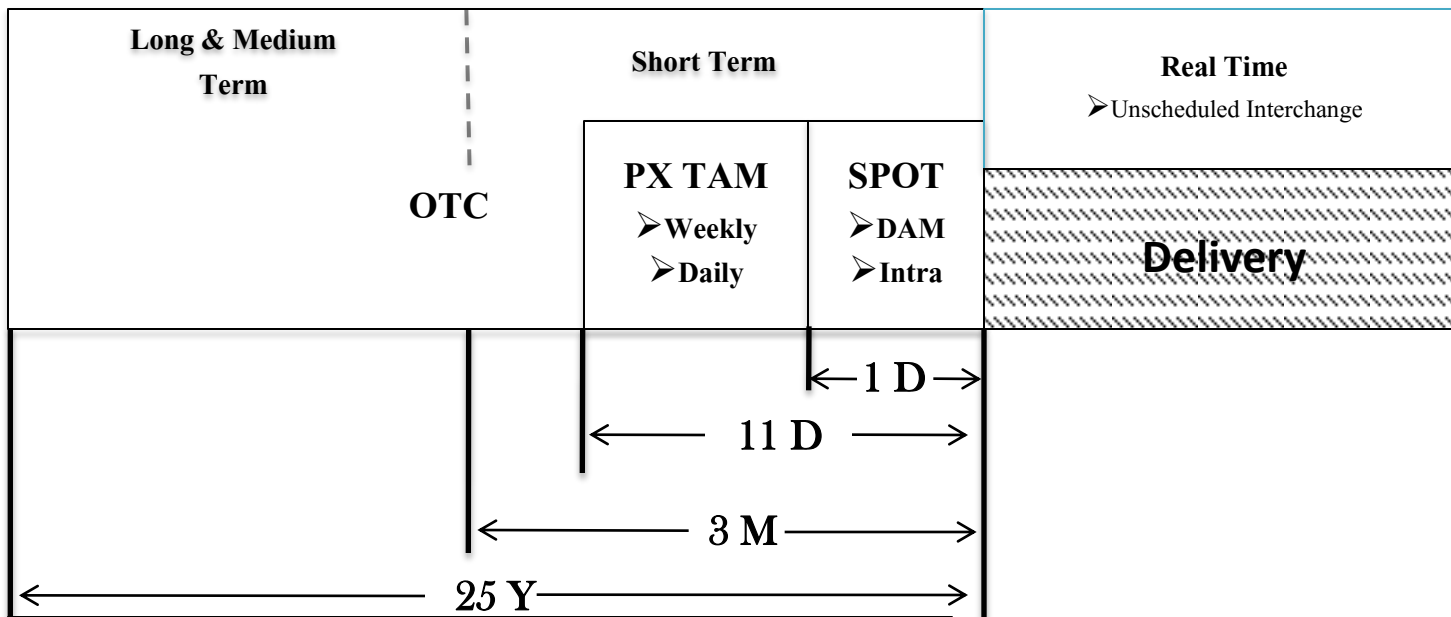 Long & Medium
Term
Short Term
Real Time
➢Unscheduled Interchange
OTC
PX TAM
➢Weekly
➢Daily
SPOT
➢DAM
➢Intra
Delivery
1 D
11 D
3 M
25 Y